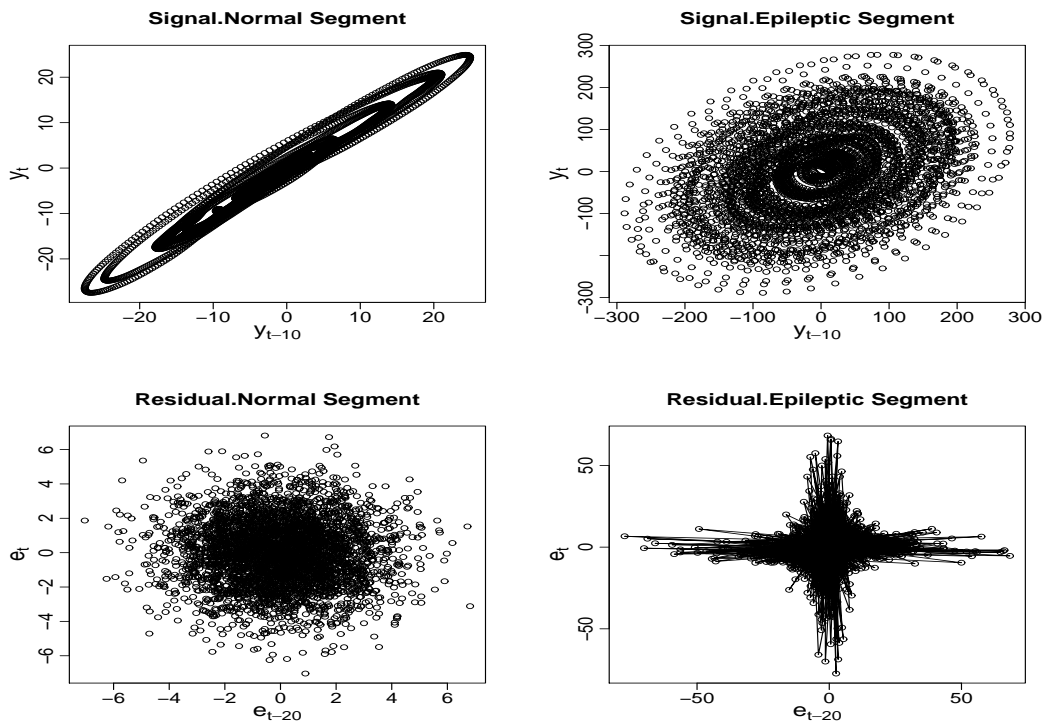 Signal.Normal Segment
20
10
0
−10
−20
yt
−20 −10 0 10 20
yt−10
Signal.Epileptic Segment
300
200
100
0
−100
−300
yt
−300 −200 −100 0 100 200 300
yt−10
Residual.Normal Segment
6
4
2
0
−2
−4
−6
et
−6 −4 −2 0 2 4 6
et−20
Residual.Epileptic Segment
50
0
−50
et
−50 0 50
et−20